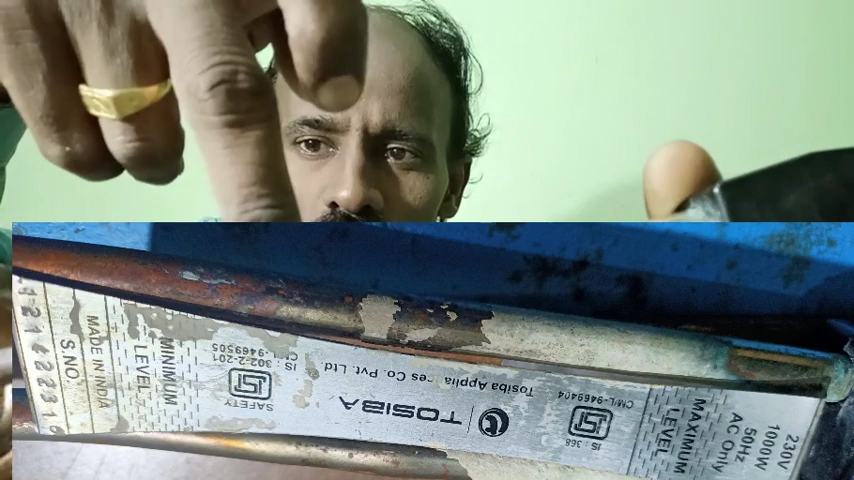 230V
AC Only
50Hz
1000W
MAXIMUM
LEVEL
IS : 368
CM/L-9469404
TOSIBA
Tosiba Co. Pvt. Ltd.
SAFETY
IS : 302-2-201
CM/L-9469505
MINIMUM
LEVEL
MADE IN INDIA
S.NO.